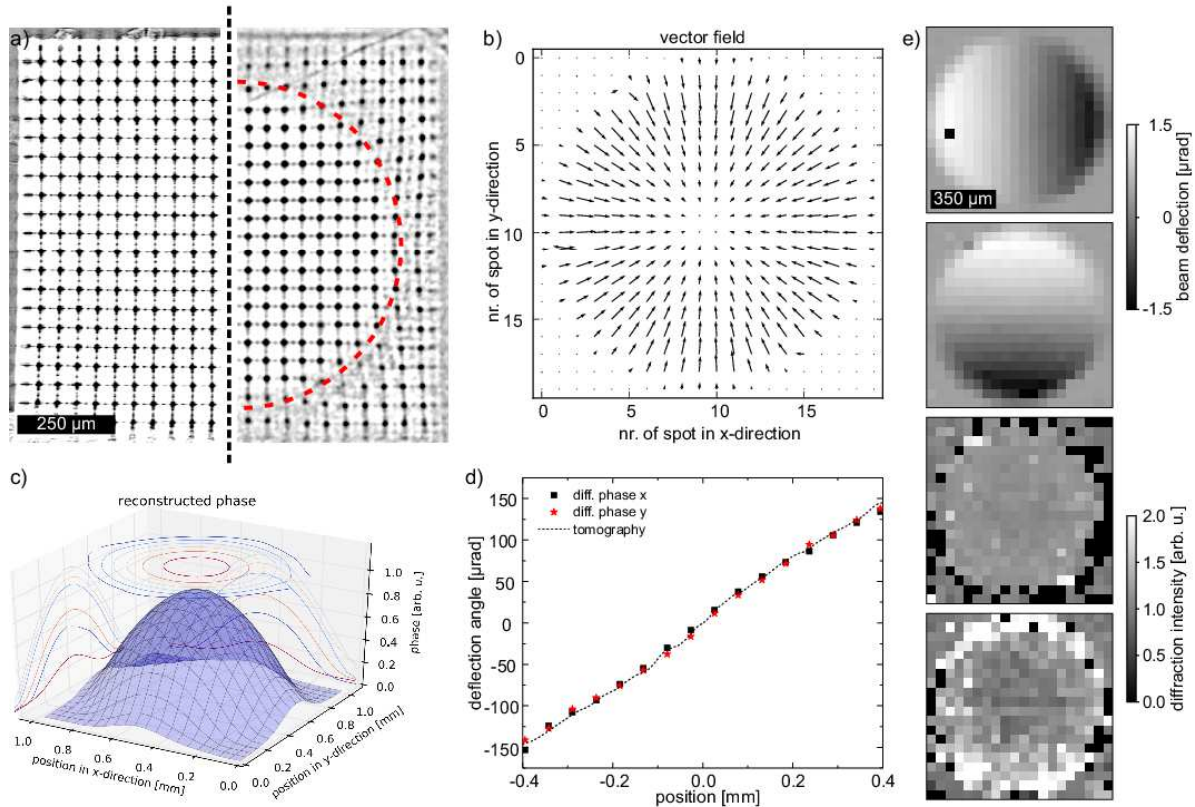 a)
250 µm
b)
vector field
0
5
10
15
nr. of spot in y-direction
0 5 10 15
nr. of spot in x-direction
c)
reconstructed phase
1.0
0.8
0.6
0.4
0.2
0.0
phase [arb. u.]
1.0 0.8 0.6 0.4 0.2 0.0
position in x-direction [mm]
0.0 0.2 0.4 0.6 0.8 1.0
position in y-direction [mm]
d)
diff. phase x
diff. phase y
tomography
150
100
50
0
-50
-100
-150
deflection angle [µrad]
-0.4 -0.2 0.0 0.2 0.4
position [mm]
e)
350 µm
1.5
0
-1.5
beam deflection [µrad]
2.0
1.5
1.0
0.5
0.0
diffraction intensity [arb. u.]